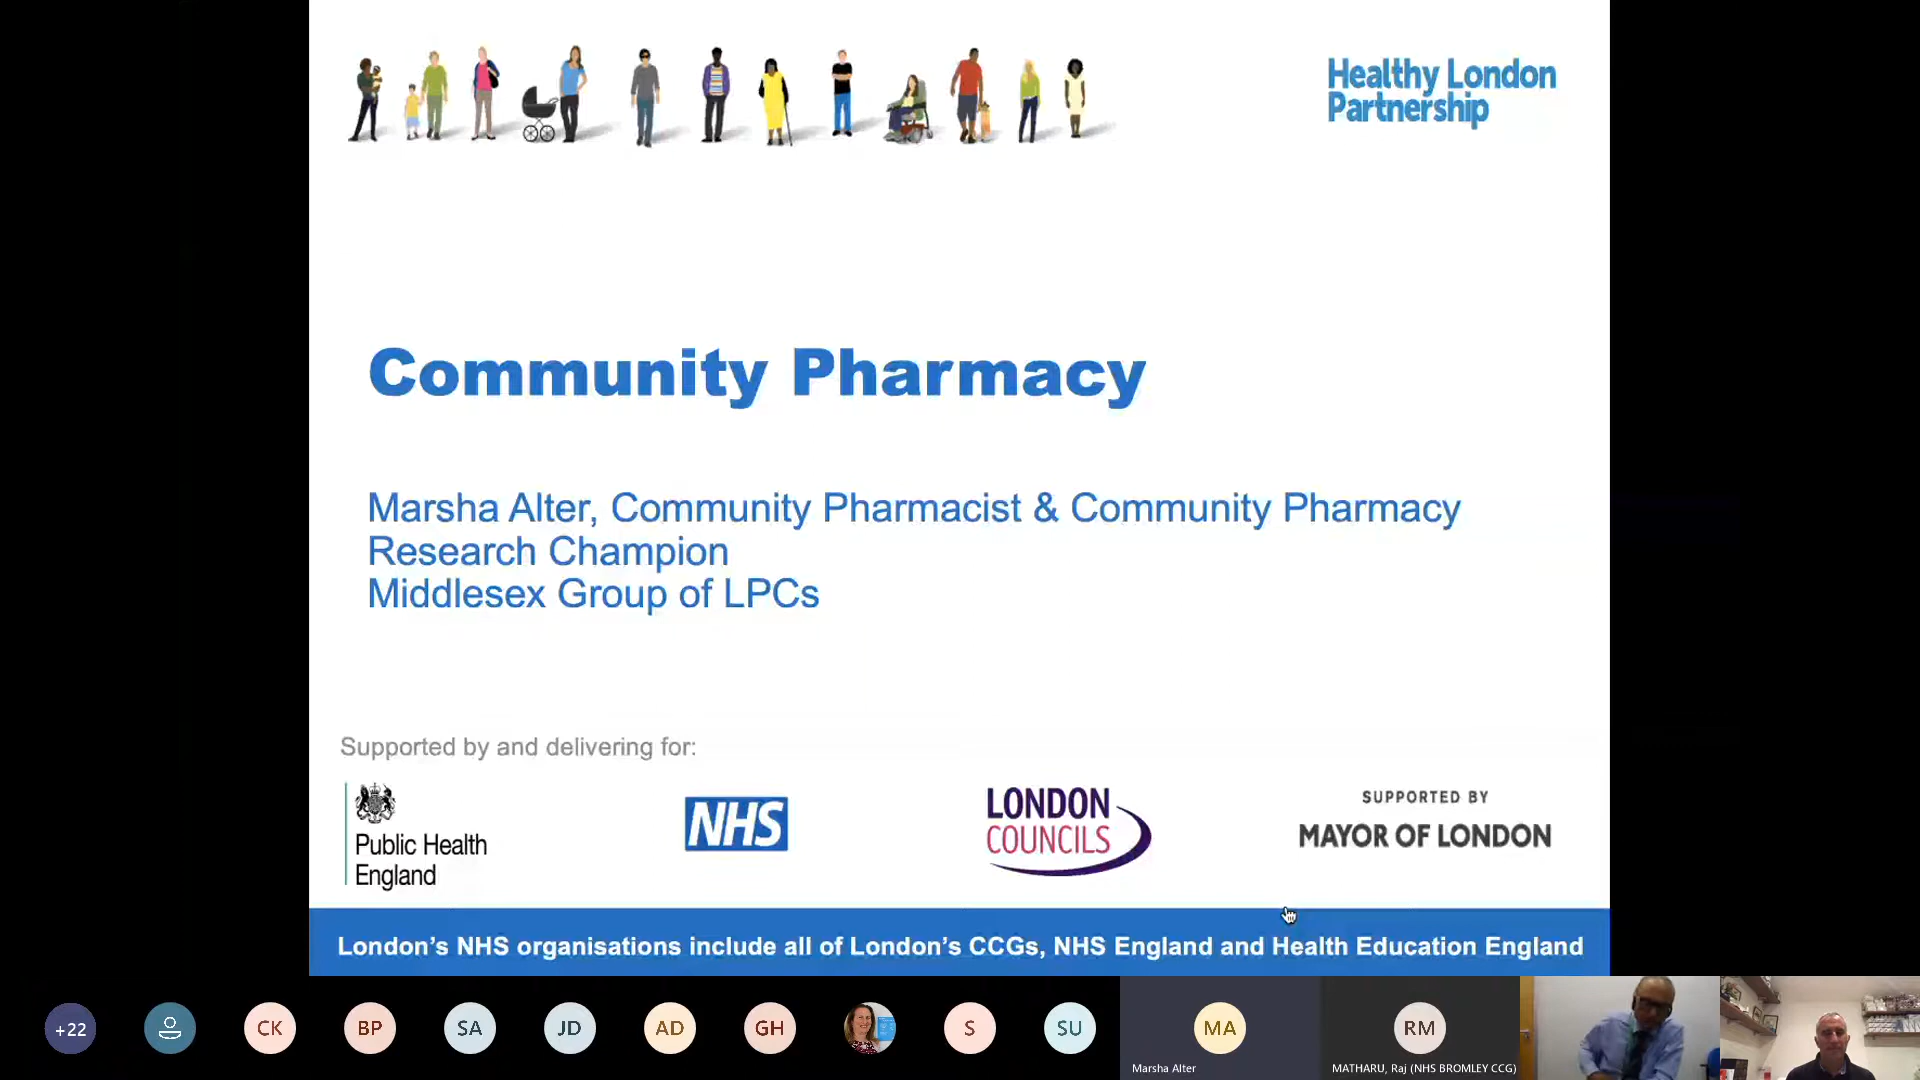 Healthy London
Partnership
Community Pharmacy
Marsha Alter, Community Pharmacist & Community Pharmacy
Research Champion
Middlesex Group of LPCs
Supported by and delivering for:
Public Health
England
NHS
LONDON
COUNCILS
SUPPORTED BY
MAYOR OF LONDON
London’s NHS organisations include all of London’s CCGs, NHS England and Health Education England
+22
CK
BP
SA
JD
AD
GH
S
SU
MA
RM
Marsha Alter
MATHARU, Raj (NHS BROMLEY CCG)